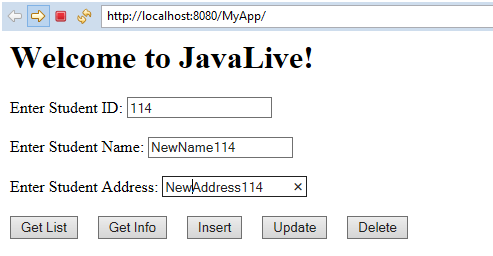 http://localhost:8080/MyApp/
Welcome to JavaLive!
Enter Student ID: 114
Enter Student Name: NewName114
Enter Student Address: NewAddress114
Get List Get Info Insert Update Delete